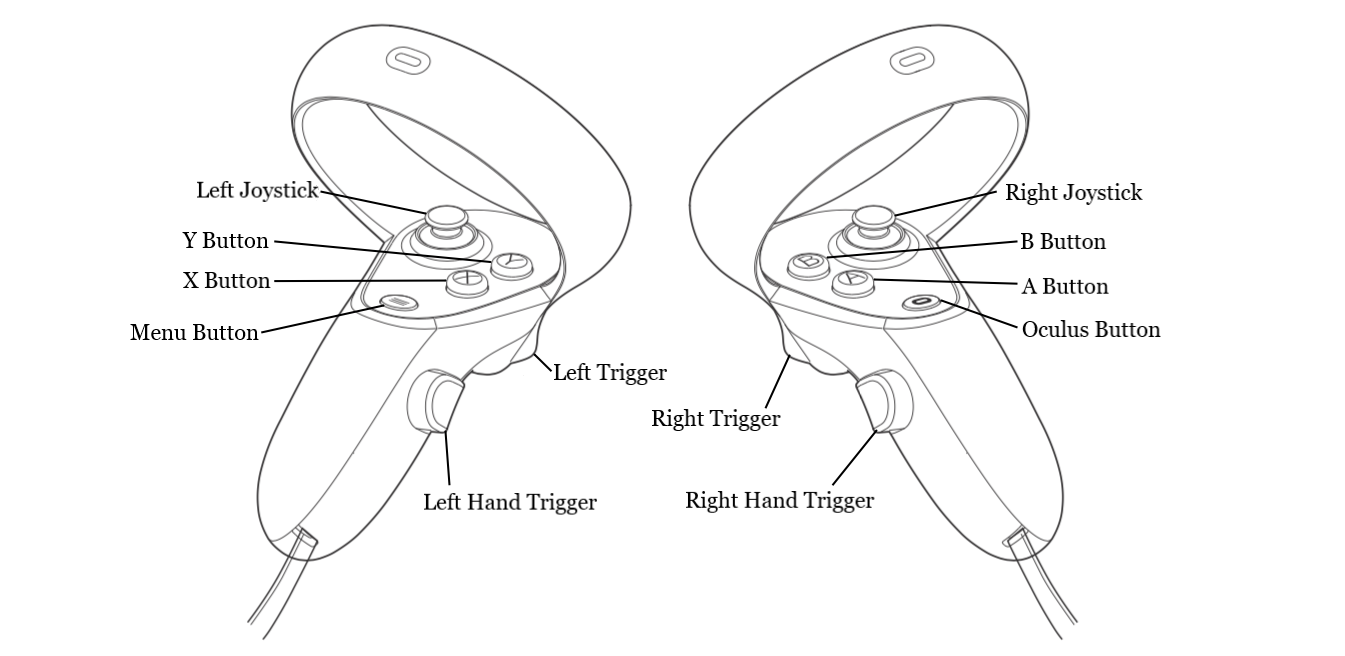 Left Joystick
Y Button
X Button
Menu Button
Left Trigger
Left Hand Trigger
Y
X
Right Joystick
B Button
A Button
Oculus Button
Right Trigger
Right Hand Trigger
B
A